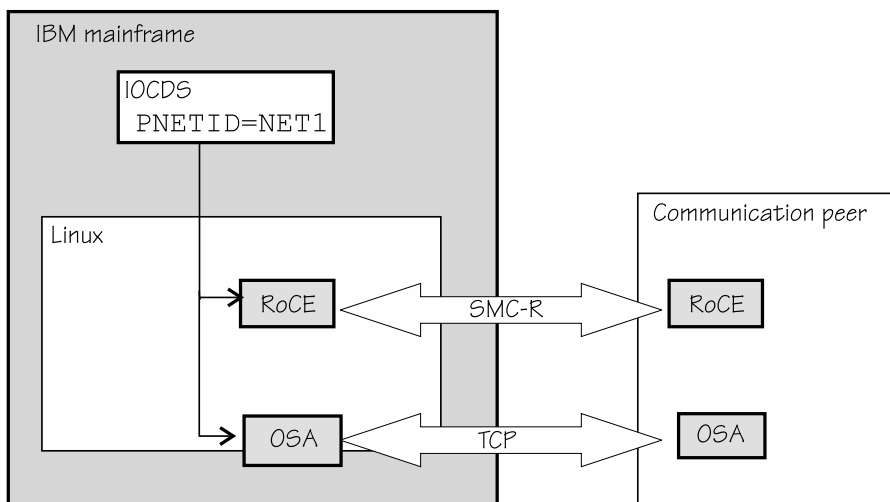 IBM mainframe
IOCDS
PNETID=NET1
Linux
Communication peer
RoCE
SMC-R
RoCE
OSA
TCP
OSA